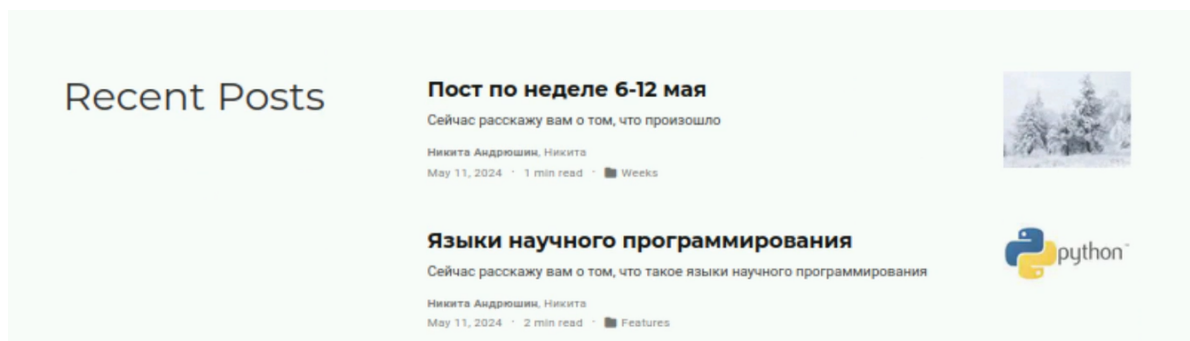 Recent Posts
Пост по неделе 6-12 мая
Сейчас расскажу вам о том, что произошло
Никита Андрюшин, Никита
May 11, 2024 · 1 min read · Weeks
Языки научного программирования
Сейчас расскажу вам о том, что такое языки научного программирования
python
Никита Андрюшин, Никита
May 11, 2024 · 2 min read · Features